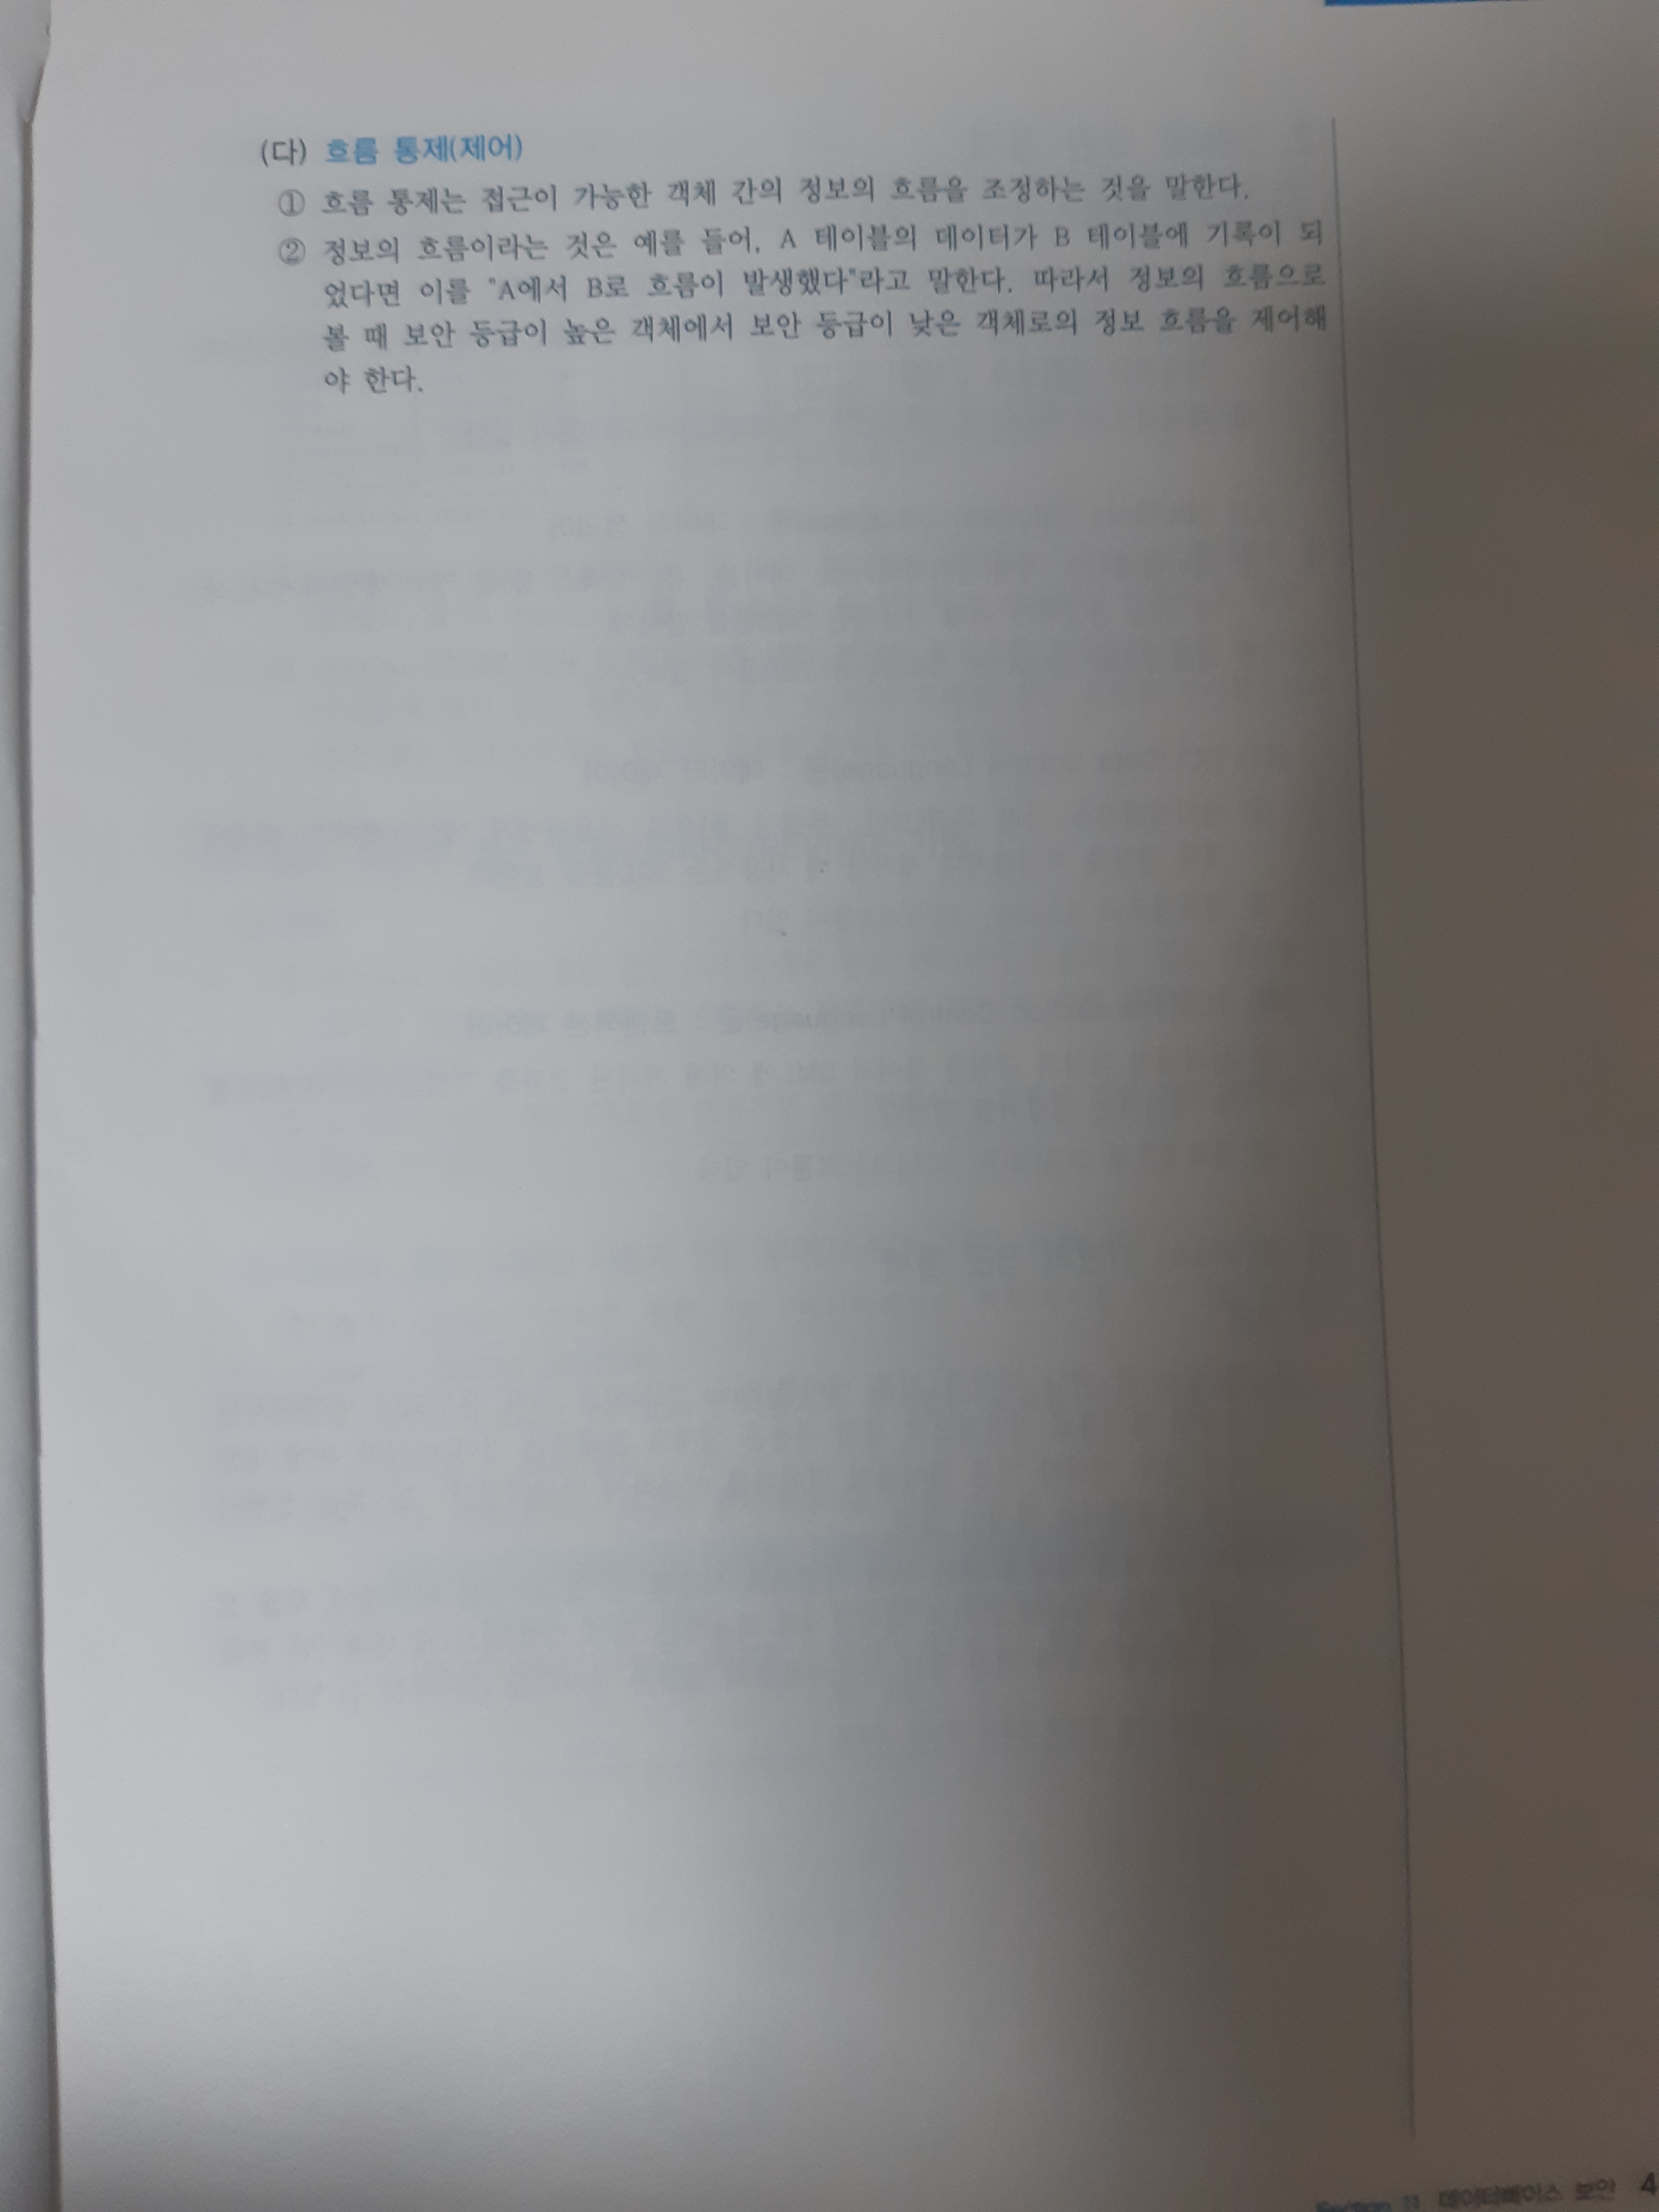 (다) 흐름 통제(제어)
① 흐름 통제는 접근이 가능한 객체 간의 정보의 흐름을 조정하는 것을 말한다.
② 정보의 흐름이라는 것은 예를 들어, A 테이블의 데이터가 B 테이블에 기록이 되
었다면 이를 "A에서 B로 흐름이 발생했다"라고 말한다. 따라서 정보의 흐름으로
볼 때 보안 등급이 높은 객체에서 보안 등급이 낮은 객체로의 정보 흐름을 제어해
야 한다.
Section 데이터베이스 보안 4